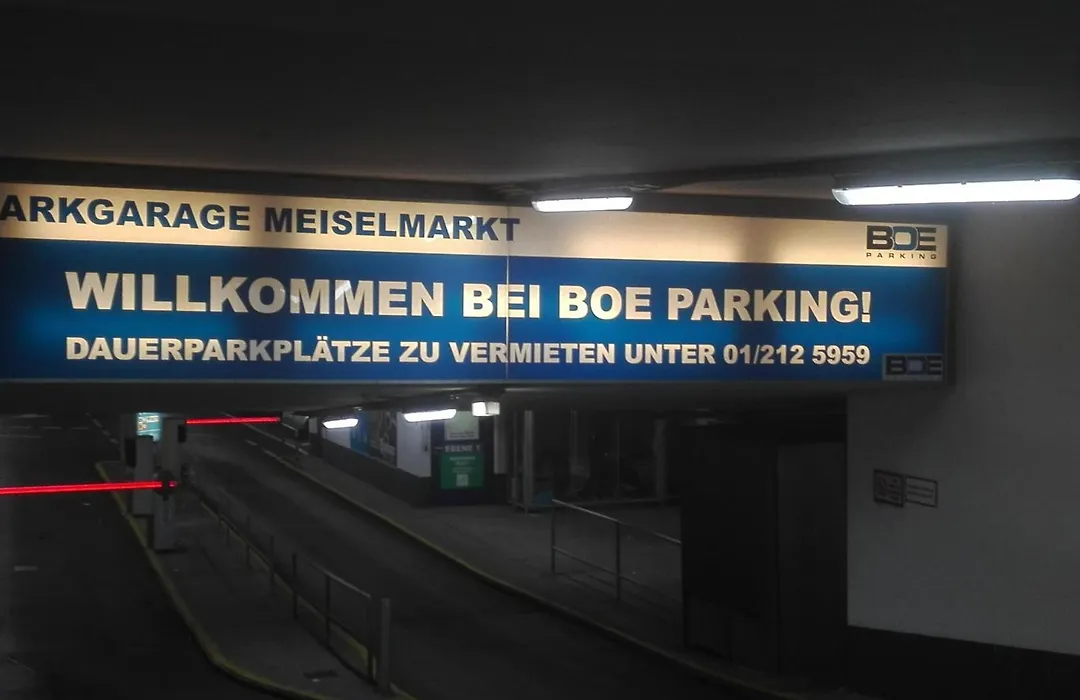 ARKGARAGE MEISELMARKT
BOE
PARKING
WILLKOMMEN BEI BOE PARKING!
DAUERPARKPLÄTZE ZU VERMIETEN UNTER 01/212 5959
BOE
EBENE 1